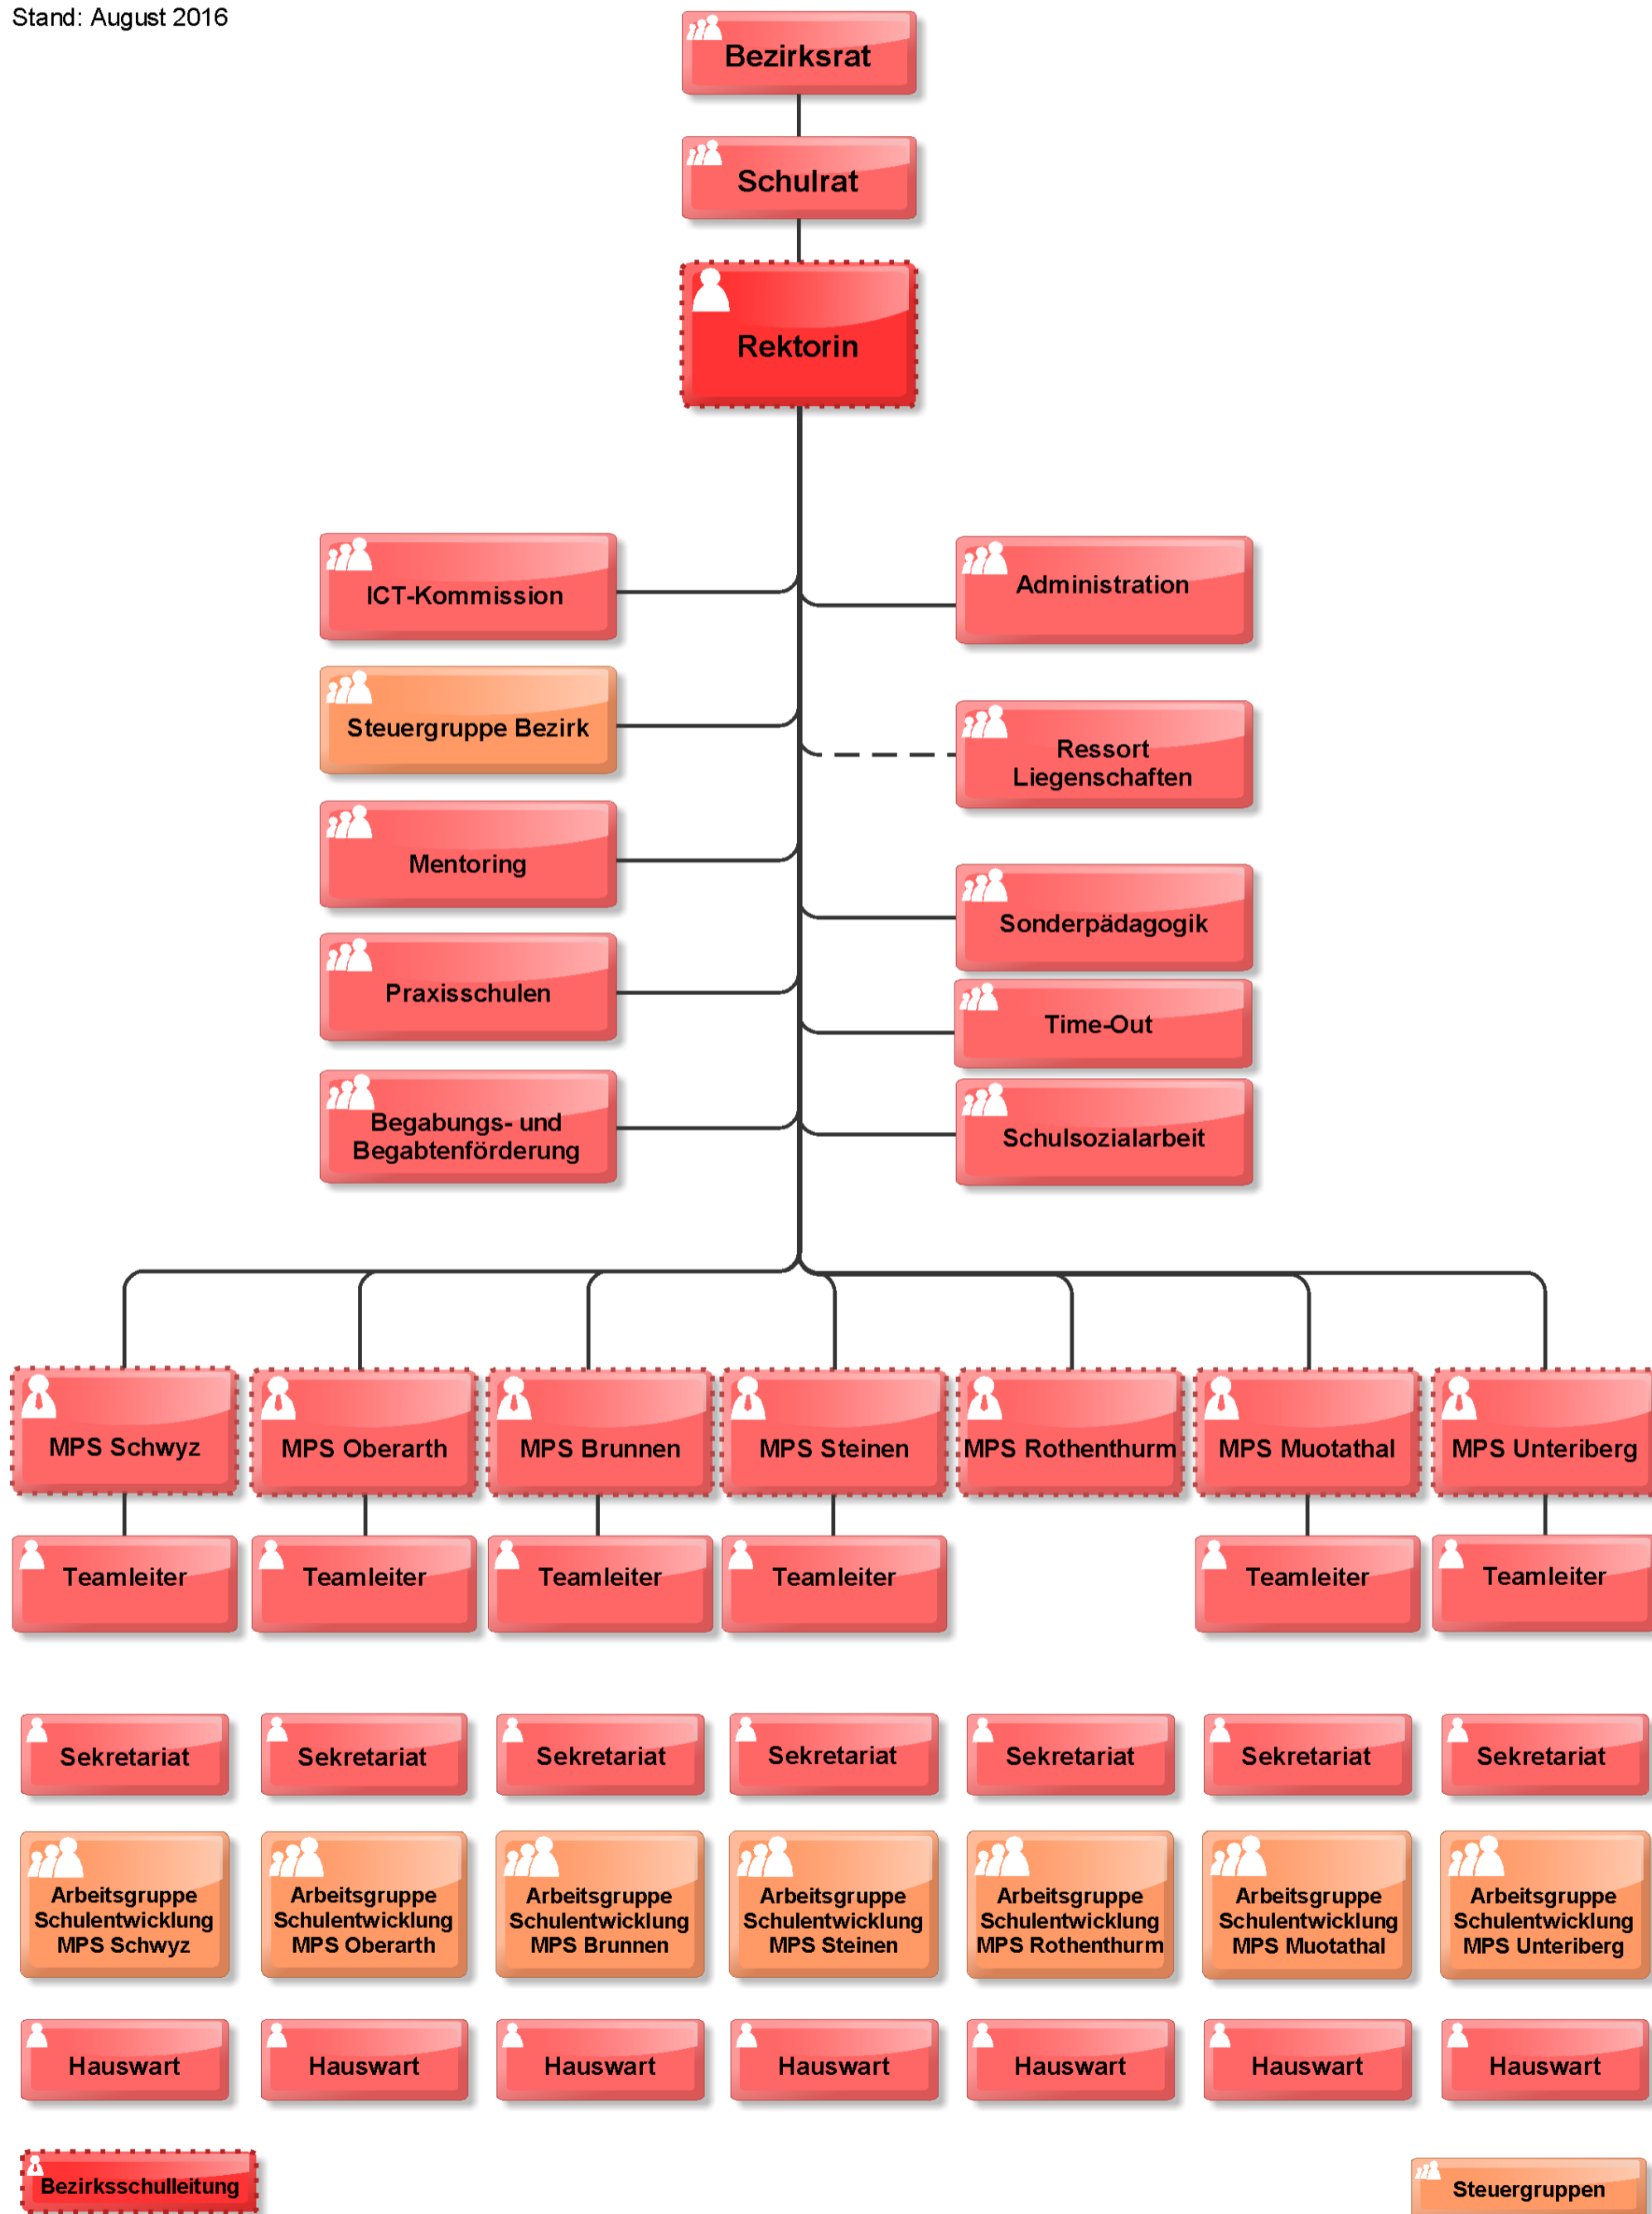 Stand: August 2016
Bezirksrat
Schulrat
Rektorin
ICT-Kommission
Administration
Steuergruppe Bezirk
Ressort
Liegenschaften
Mentoring
Sonderpädagogik
Praxisschulen
Time-Out
Begabungs- und
Begabtenförderung
Schulsozialarbeit
MPS Schwyz
MPS Oberarth
MPS Brunnen
MPS Steinen
MPS Rothenthurm
MPS Muotathal
MPS Unteriberg
Teamleiter
Teamleiter
Teamleiter
Teamleiter
Teamleiter
Teamleiter
Sekretariat
Sekretariat
Sekretariat
Sekretariat
Sekretariat
Sekretariat
Sekretariat
Arbeitsgruppe
Schulentwicklung
MPS Schwyz
Arbeitsgruppe
Schulentwicklung
MPS Oberarth
Arbeitsgruppe
Schulentwicklung
MPS Brunnen
Arbeitsgruppe
Schulentwicklung
MPS Steinen
Arbeitsgruppe
Schulentwicklung
MPS Rothenthurm
Arbeitsgruppe
Schulentwicklung
MPS Muotathal
Arbeitsgruppe
Schulentwicklung
MPS Unteriberg
Hauswart
Hauswart
Hauswart
Hauswart
Hauswart
Hauswart
Hauswart
Bezirksschulleitung
Steuergruppen